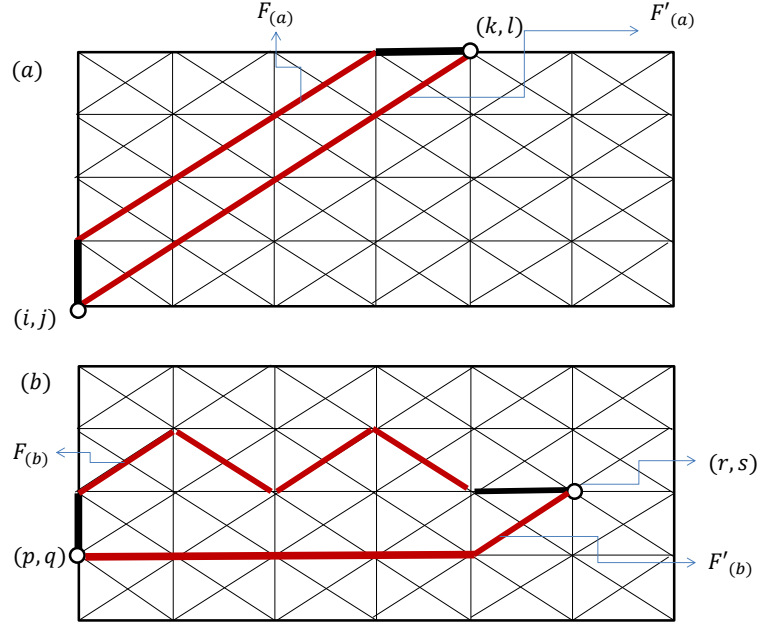 F(a)
(k, l)
F'(a)
(a)
(i, j)
(b)
F(b)
(r, s)
(p, q)
F'(b)